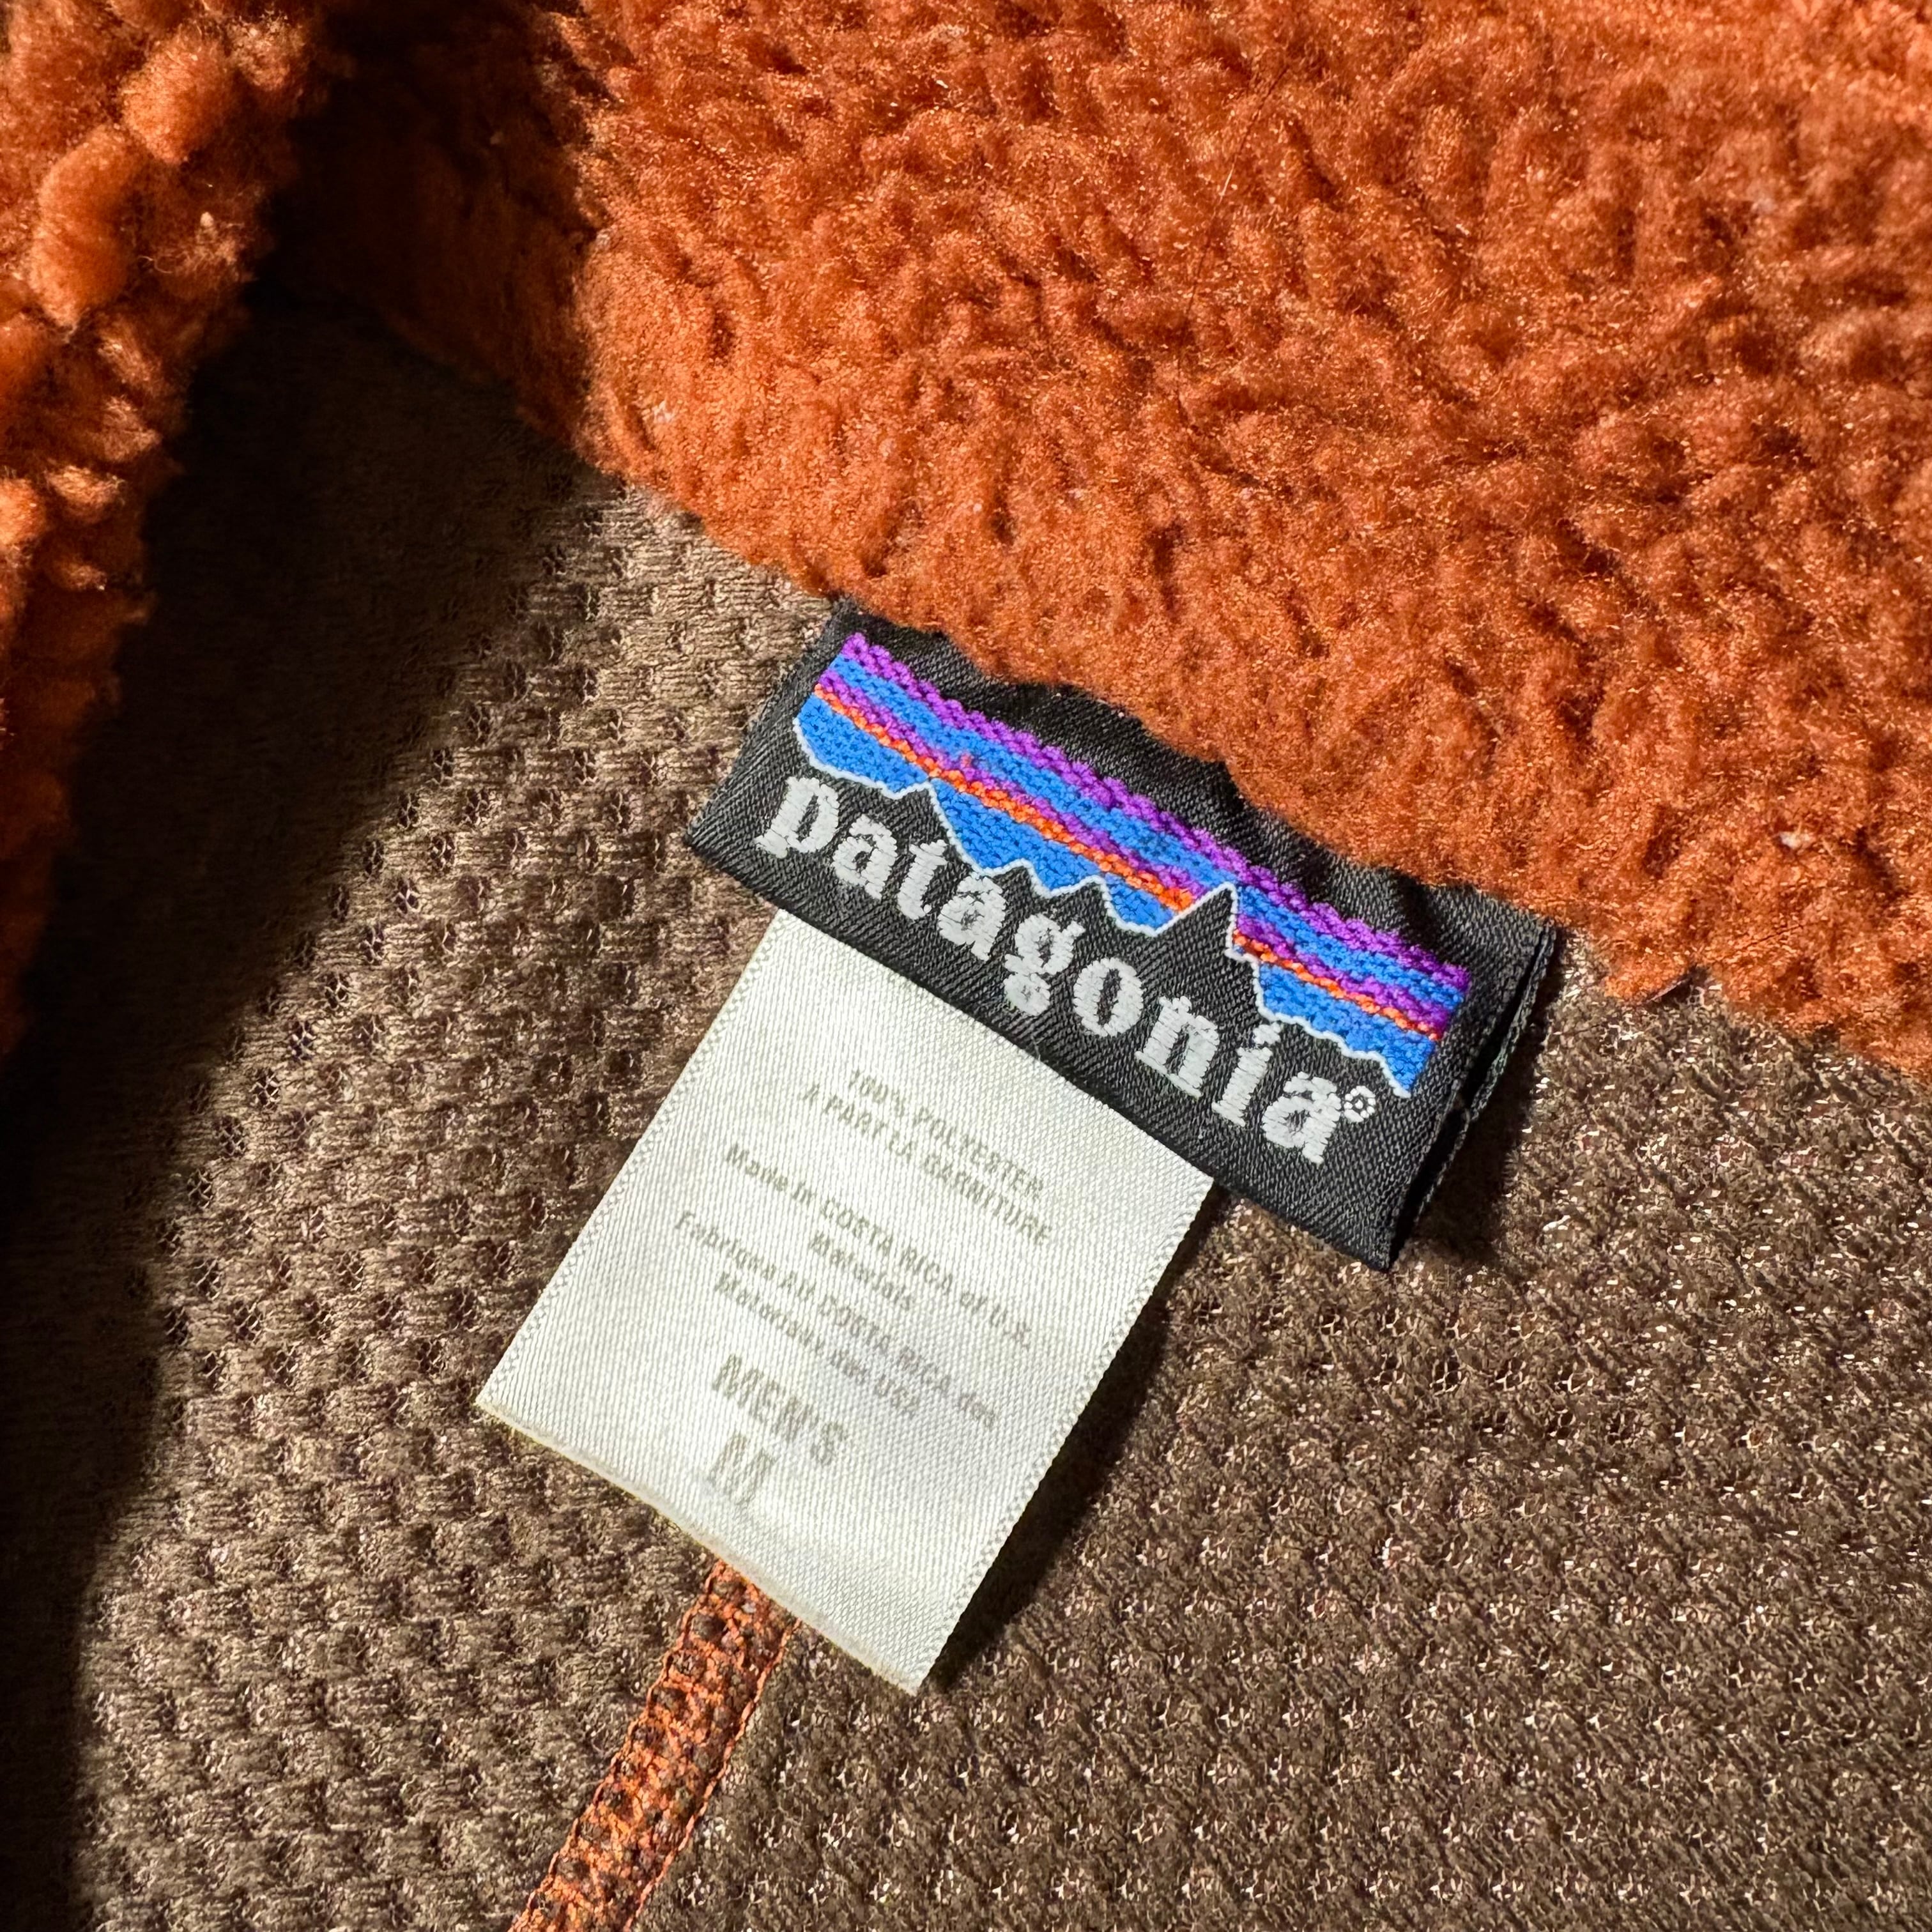 patagonia®
100% POLYESTER
A PART LA GARNITURE
Made in COSTA RICA of U.S.
Materials
Fabriqué Au COSTA RICA des
Matériaux des USA
MEN'S
M